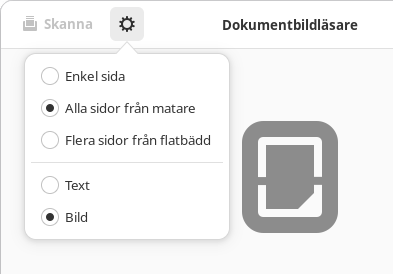 Skanna
Dokumentbildläsare
Enkel sida
Alla sidor från matare
Flera sidor från flatbädd
Text
Bild